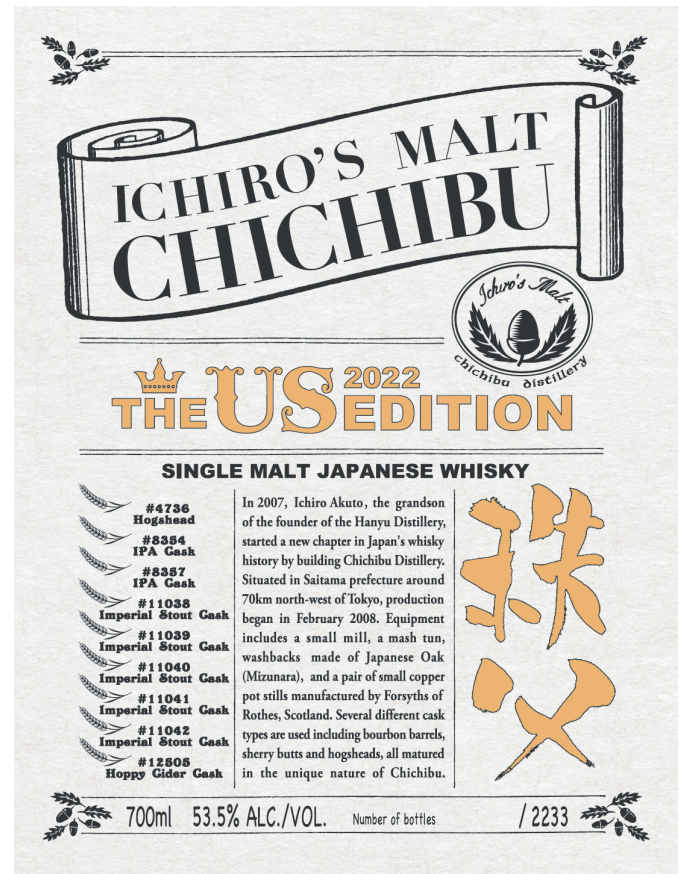 ICHIRO'S MALT
CHICHIBU
Ichiro's Malt
chichibu distillery
THE US 2022 EDITION
SINGLE MALT JAPANESE WHISKY
#4736
Hogshead
#8354
IPA Cask
#8357
IPA Cask
#11038
Imperial Stout Cask
#11039
Imperial Stout Cask
#11040
Imperial Stout Cask
#11041
Imperial Stout Cask
#11042
Imperial Stout Cask
#12505
Hoppy Cider Cask
In 2007, Ichiro Akuto, the grandson
of the founder of the Hanyu Distillery,
started a new chapter in Japan's whisky
history by building Chichibu Distillery.
Situated in Saitama prefecture around
70km north-west of Tokyo, production
began in February 2008. Equipment
includes a small mill, a mash tun,
washbacks made of Japanese Oak
(Mizunara), and a pair of small copper
pot stills manufactured by Forsyths of
Rothes, Scotland. Several different cask
types are used including bourbon barrels,
sherry butts and hogsheads, all matured
in the unique nature of Chichibu.
秩父
700ml 53.5% ALC./VOL. Number of bottles / 2233